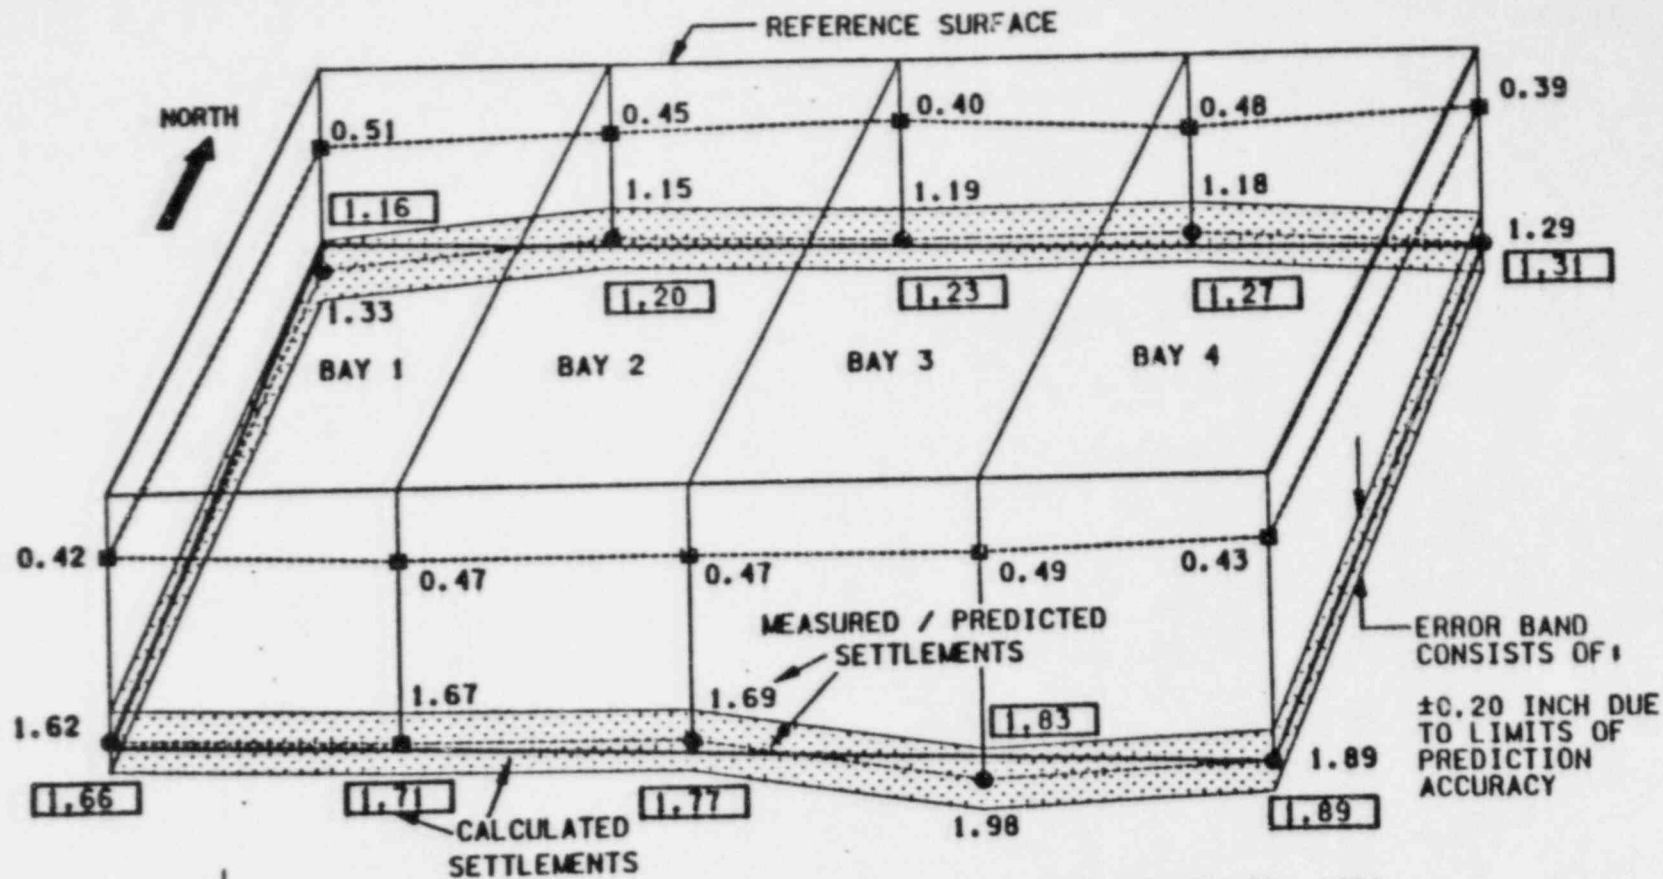 REFERENCE SURFACE
NORTH
0.51
0.45
0.40
0.48
0.39
1.16
1.15
1.19
1.18
1.29
1.31
1.33
1.20
1.23
1.27
BAY 1
BAY 2
BAY 3
BAY 4
0.42
0.47
0.47
0.49
0.43
MEASURED / PREDICTED
SETTLEMENTS
ERROR BAND
CONSISTS OF:
±0.20 INCH DUE
TO LIMITS OF
PREDICTION
ACCURACY
1.62
1.67
1.69
1.83
1.89
1.66
1.71
1.77
1.98
1.89
CALCULATED
SETTLEMENTS